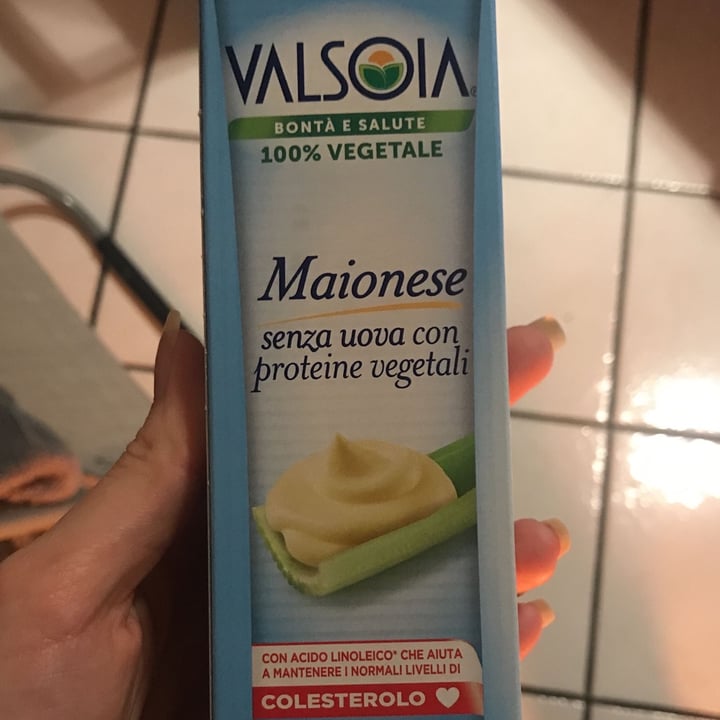 VALSOIA®
BONTÀ E SALUTE
100% VEGETALE
Maionese
senza uova con
proteine vegetali
CON ACIDO LINOLEICO* CHE AIUTA
A MANTENERE I NORMALI LIVELLI DI
COLESTEROLO